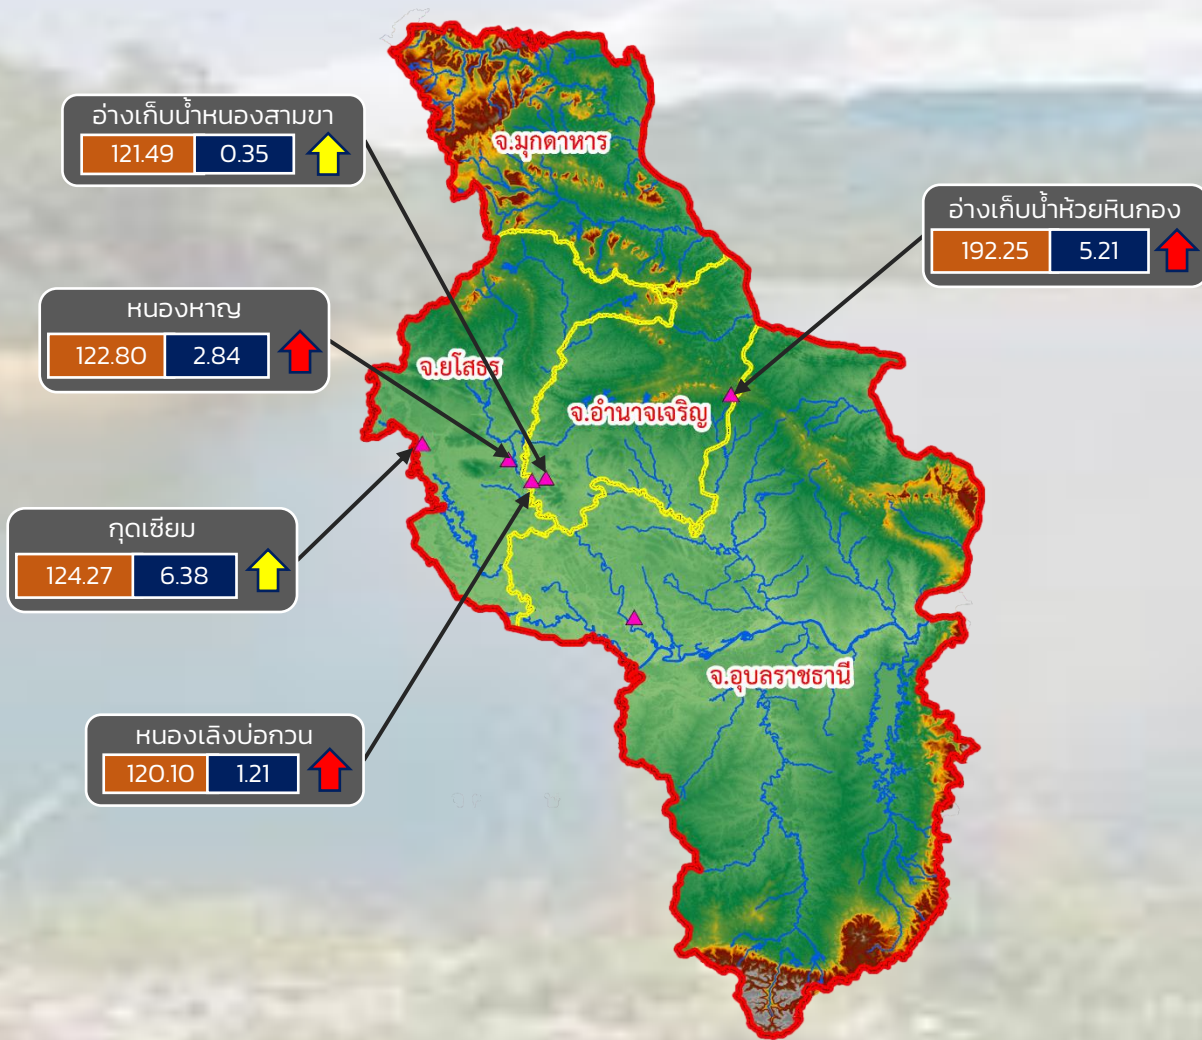 อ่างเก็บน้ำหนองสามขา
121.49 0.35
จ.มุกดาหาร
อ่างเก็บน้ำห้วยหินกอง
192.25 5.21
หนองหาญ
122.80 2.84
จ.ยโสธร
จ.อำนาจเจริญ
กุดเซียม
124.27 6.38
จ.อุบลราชธานี
หนองเลิงบ่อกวน
120.10 1.21